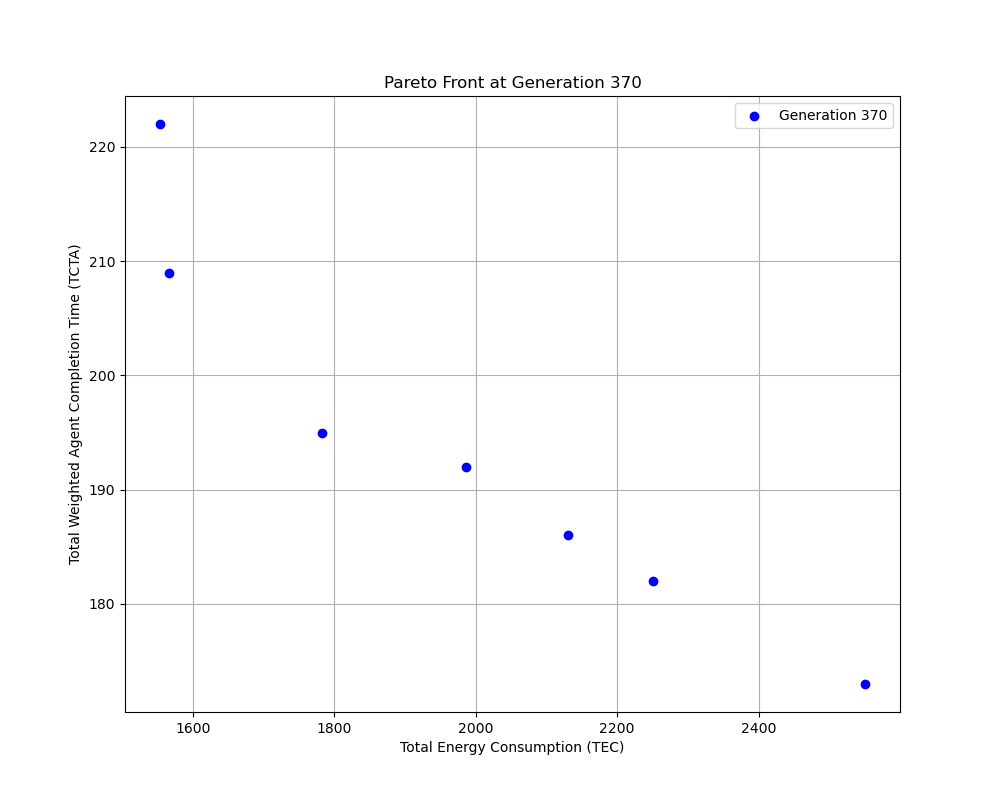 Pareto Front at Generation 370
Generation 370
Total Weighted Agent Completion Time (TCTA)
220
210
200
190
180
1600 1800 2000 2200 2400
Total Energy Consumption (TEC)